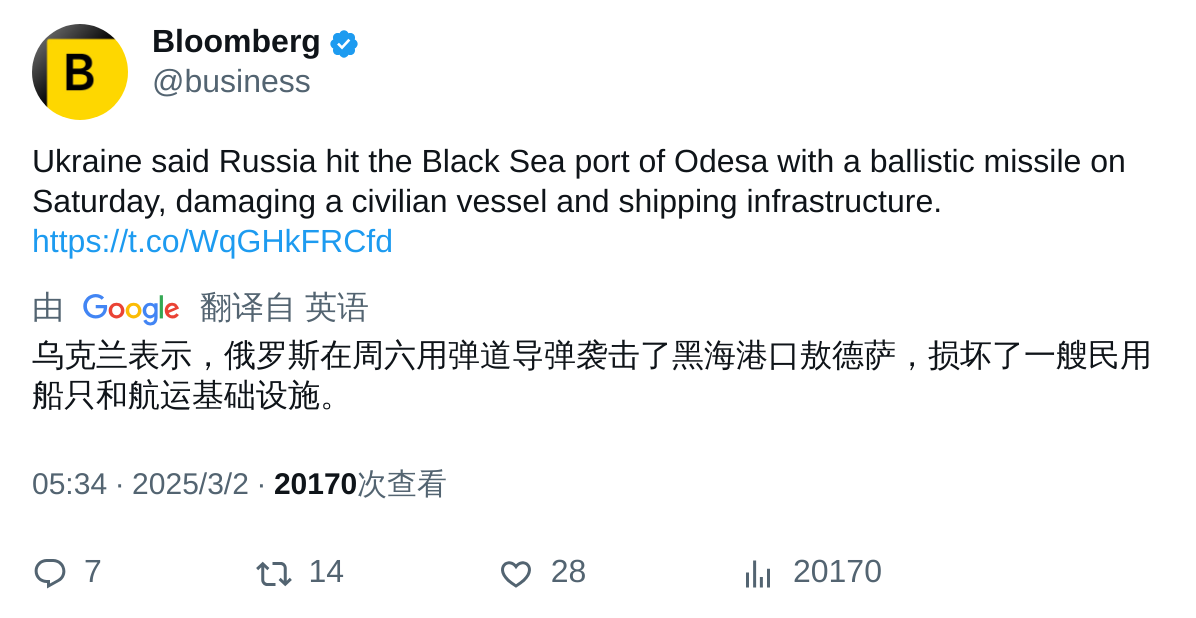 B
Bloomberg
@business
Ukraine said Russia hit the Black Sea port of Odesa with a ballistic missile on
Saturday, damaging a civilian vessel and shipping infrastructure.
https://t.co/WqGHkFRCfd
由 Google 翻译自 英语
乌克兰表示，俄罗斯在周六用弹道导弹袭击了黑海港口敖德萨，损坏了一艘民用
船只和航运基础设施。
05:34 · 2025/3/2 · 20170次查看
7 14 28 20170